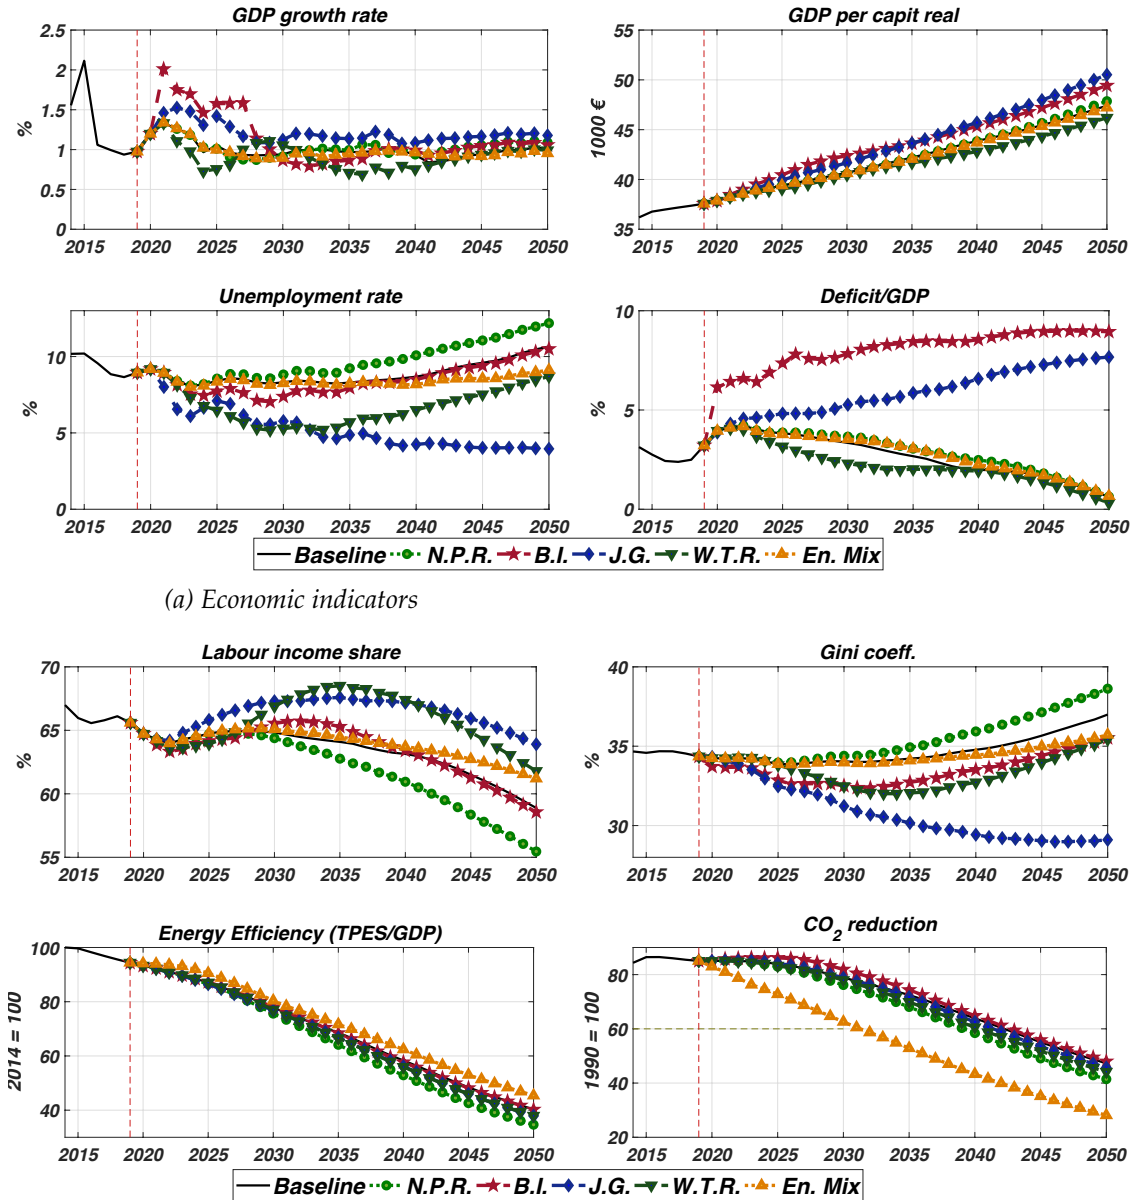 GDP growth rate
2.5
2
1.5
1
0.5
0
%
2015 2020 2025 2030 2035 2040 2045 2050
GDP per capit real
55
50
45
40
35
1000 €
2015 2020 2025 2030 2035 2040 2045 2050
Unemployment rate
10
5
0
%
2015 2020 2025 2030 2035 2040 2045 2050
Deficit/GDP
10
5
0
%
2015 2020 2025 2030 2035 2040 2045 2050
Baseline N.P.R. B.I. J.G. W.T.R. En. Mix
(a) Economic indicators
Labour income share
70
65
60
55
%
2015 2020 2025 2030 2035 2040 2045 2050
Gini coeff.
40
35
30
%
2015 2020 2025 2030 2035 2040 2045 2050
Energy Efficiency (TPES/GDP)
100
80
60
40
2014 = 100
2015 2020 2025 2030 2035 2040 2045 2050
CO2 reduction
80
60
40
20
1990 = 100
2015 2020 2025 2030 2035 2040 2045 2050
Baseline N.P.R. B.I. J.G. W.T.R. En. Mix